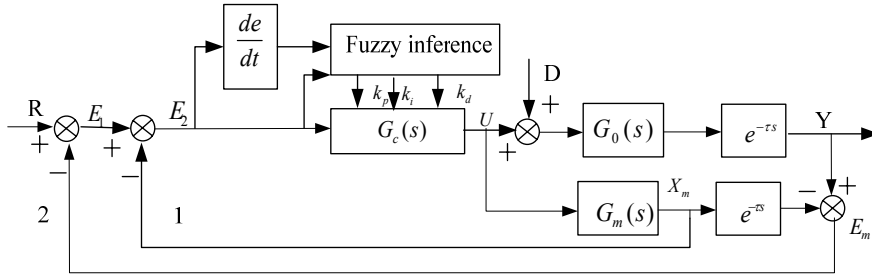 de
dt
Fuzzy inference
D
k_p k_i k_d
R
+
E_1
+
E_2
G_c(s)
U
+
+
G_0(s)
e^{-τs}
Y
−
−
2
1
G_m(s)
X_m
e^{-τs}
−
+
E_m